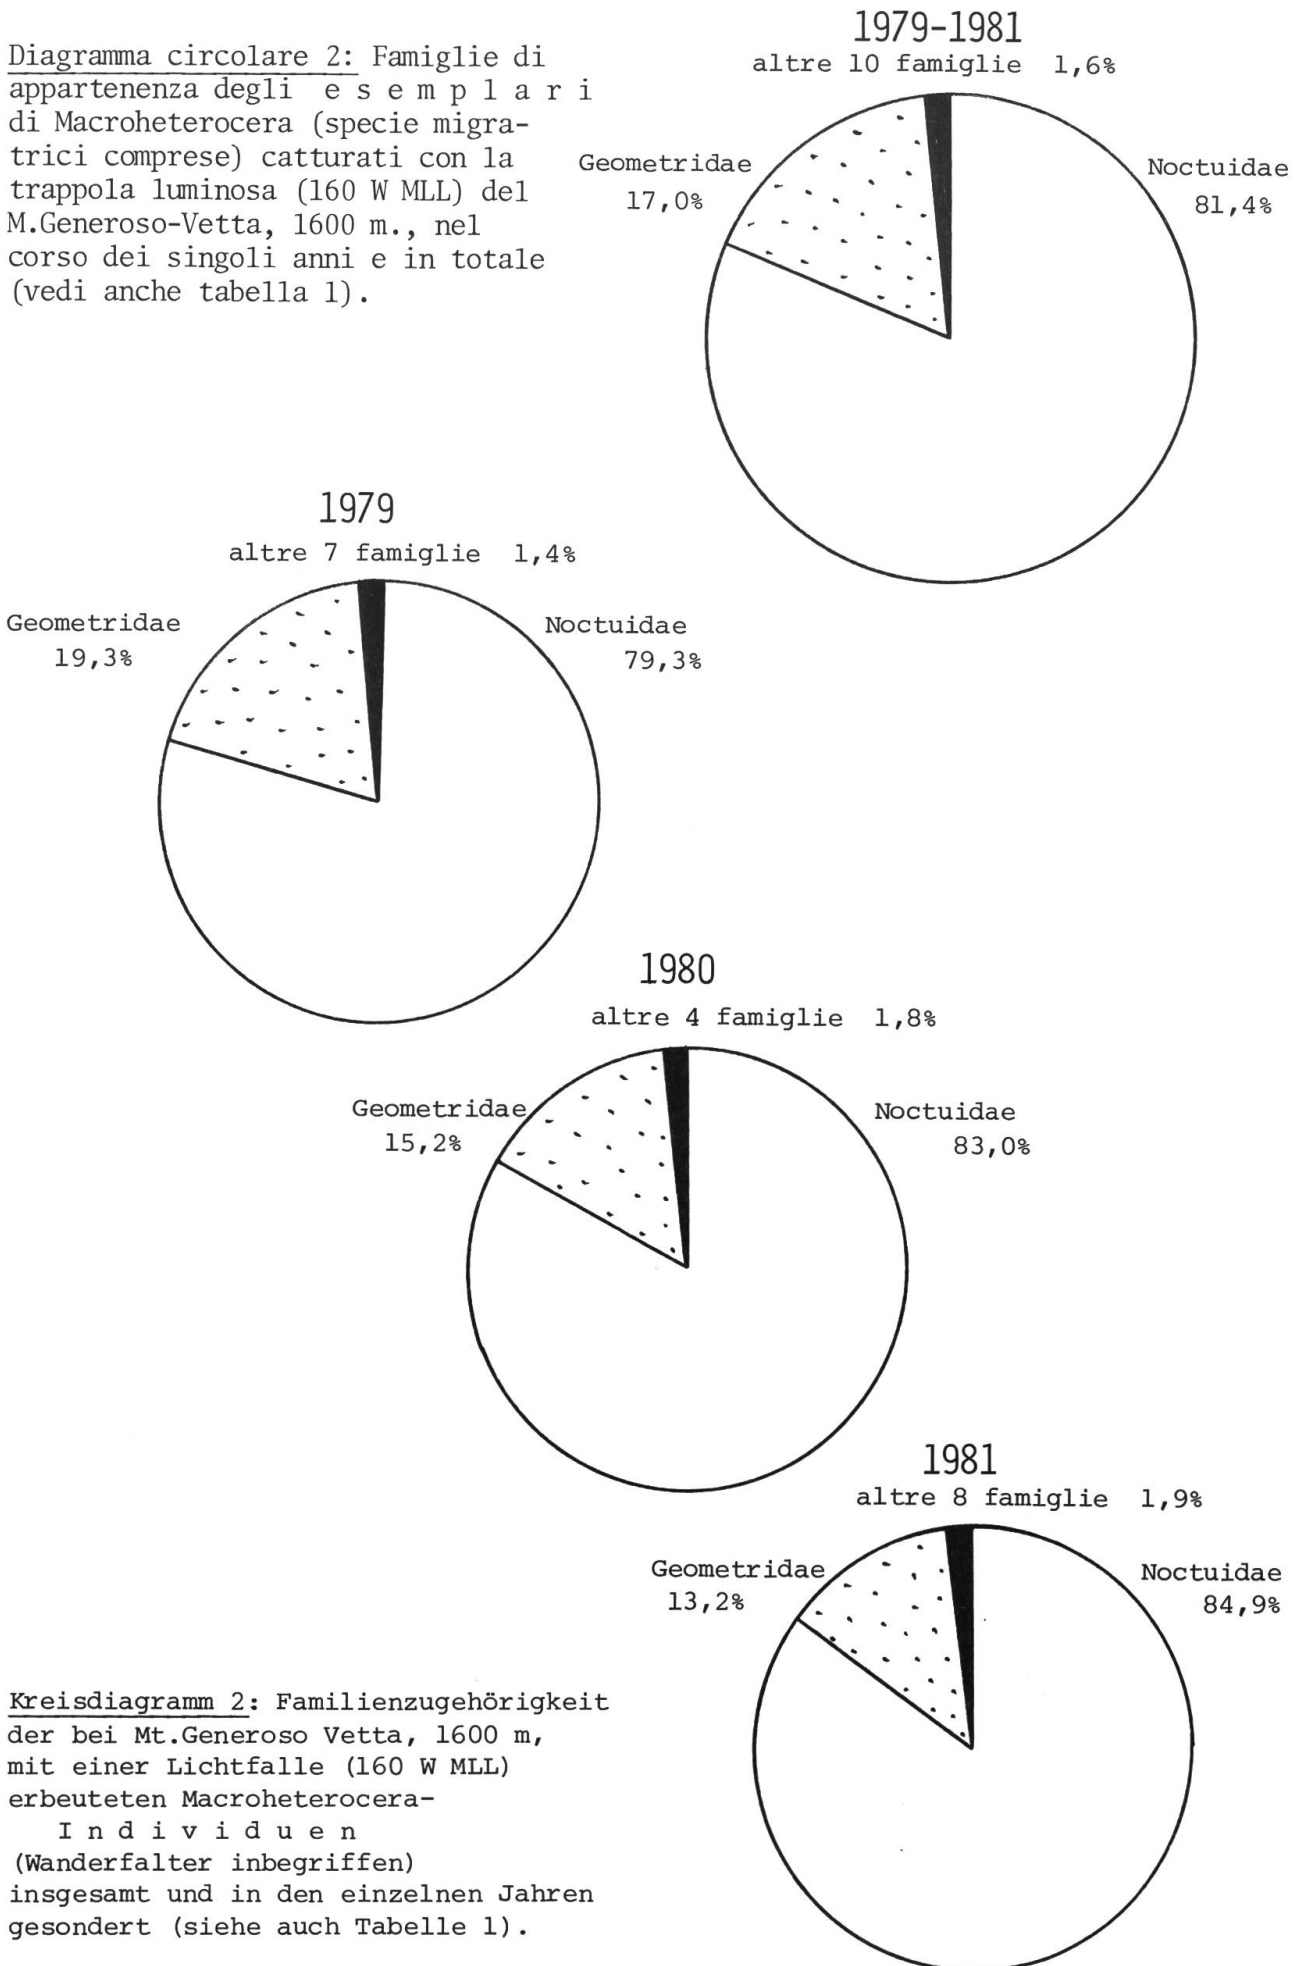 Diagramma circolare 2: Famiglie di
appartenenza degli e s e m p l a r i
di Macroheterocera (specie migra-
trici comprese) catturati con la
trappola luminosa (160 W MLL) del
M.Generoso-Vetta, 1600 m., nel
corso dei singoli anni e in totale
(vedi anche tabella 1).
1979-1981
altre 10 famiglie 1,6%
Geometridae
17,0%
Noctuidae
81,4%
1979
altre 7 famiglie 1,4%
Geometridae
19,3%
Noctuidae
79,3%
1980
altre 4 famiglie 1,8%
Geometridae
15,2%
Noctuidae
83,0%
1981
altre 8 famiglie 1,9%
Geometridae
13,2%
Noctuidae
84,9%
Kreisdiagramm 2: Familienzugehörigkeit
der bei Mt.Generoso Vetta, 1600 m,
mit einer Lichtfalle (160 W MLL)
erbeuteten Macroheterocera-
I n d i v i d u e n
(Wanderfalter inbegriffen)
insgesamt und in den einzelnen Jahren
gesondert (siehe auch Tabelle 1).